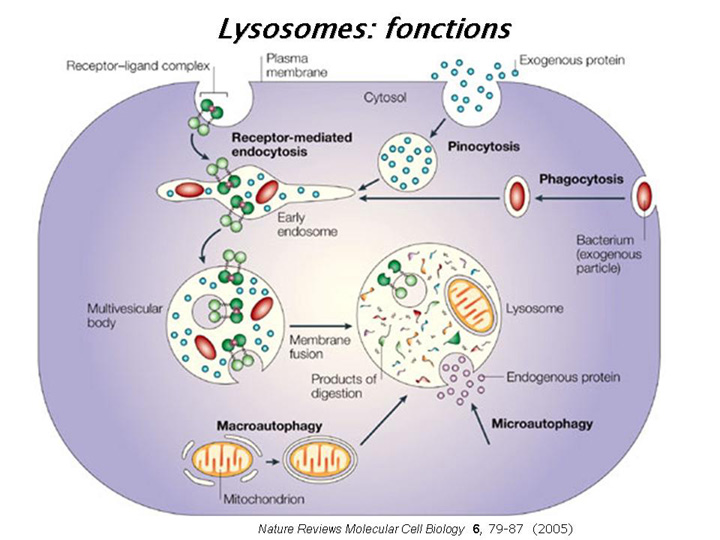 Lysosomes: fonctions
Receptor–ligand complex
Plasma
membrane
Exogenous protein
Cytosol
Receptor-mediated
endocytosis
Pinocytosis
Phagocytosis
Early
endosome
Bacterium
(exogenous
particle)
Multivesicular
body
Lysosome
Membrane
fusion
Products of
digestion
Endogenous protein
Macroautophagy
Microautophagy
Mitochondrion
Nature Reviews Molecular Cell Biology 6, 79-87 (2005)